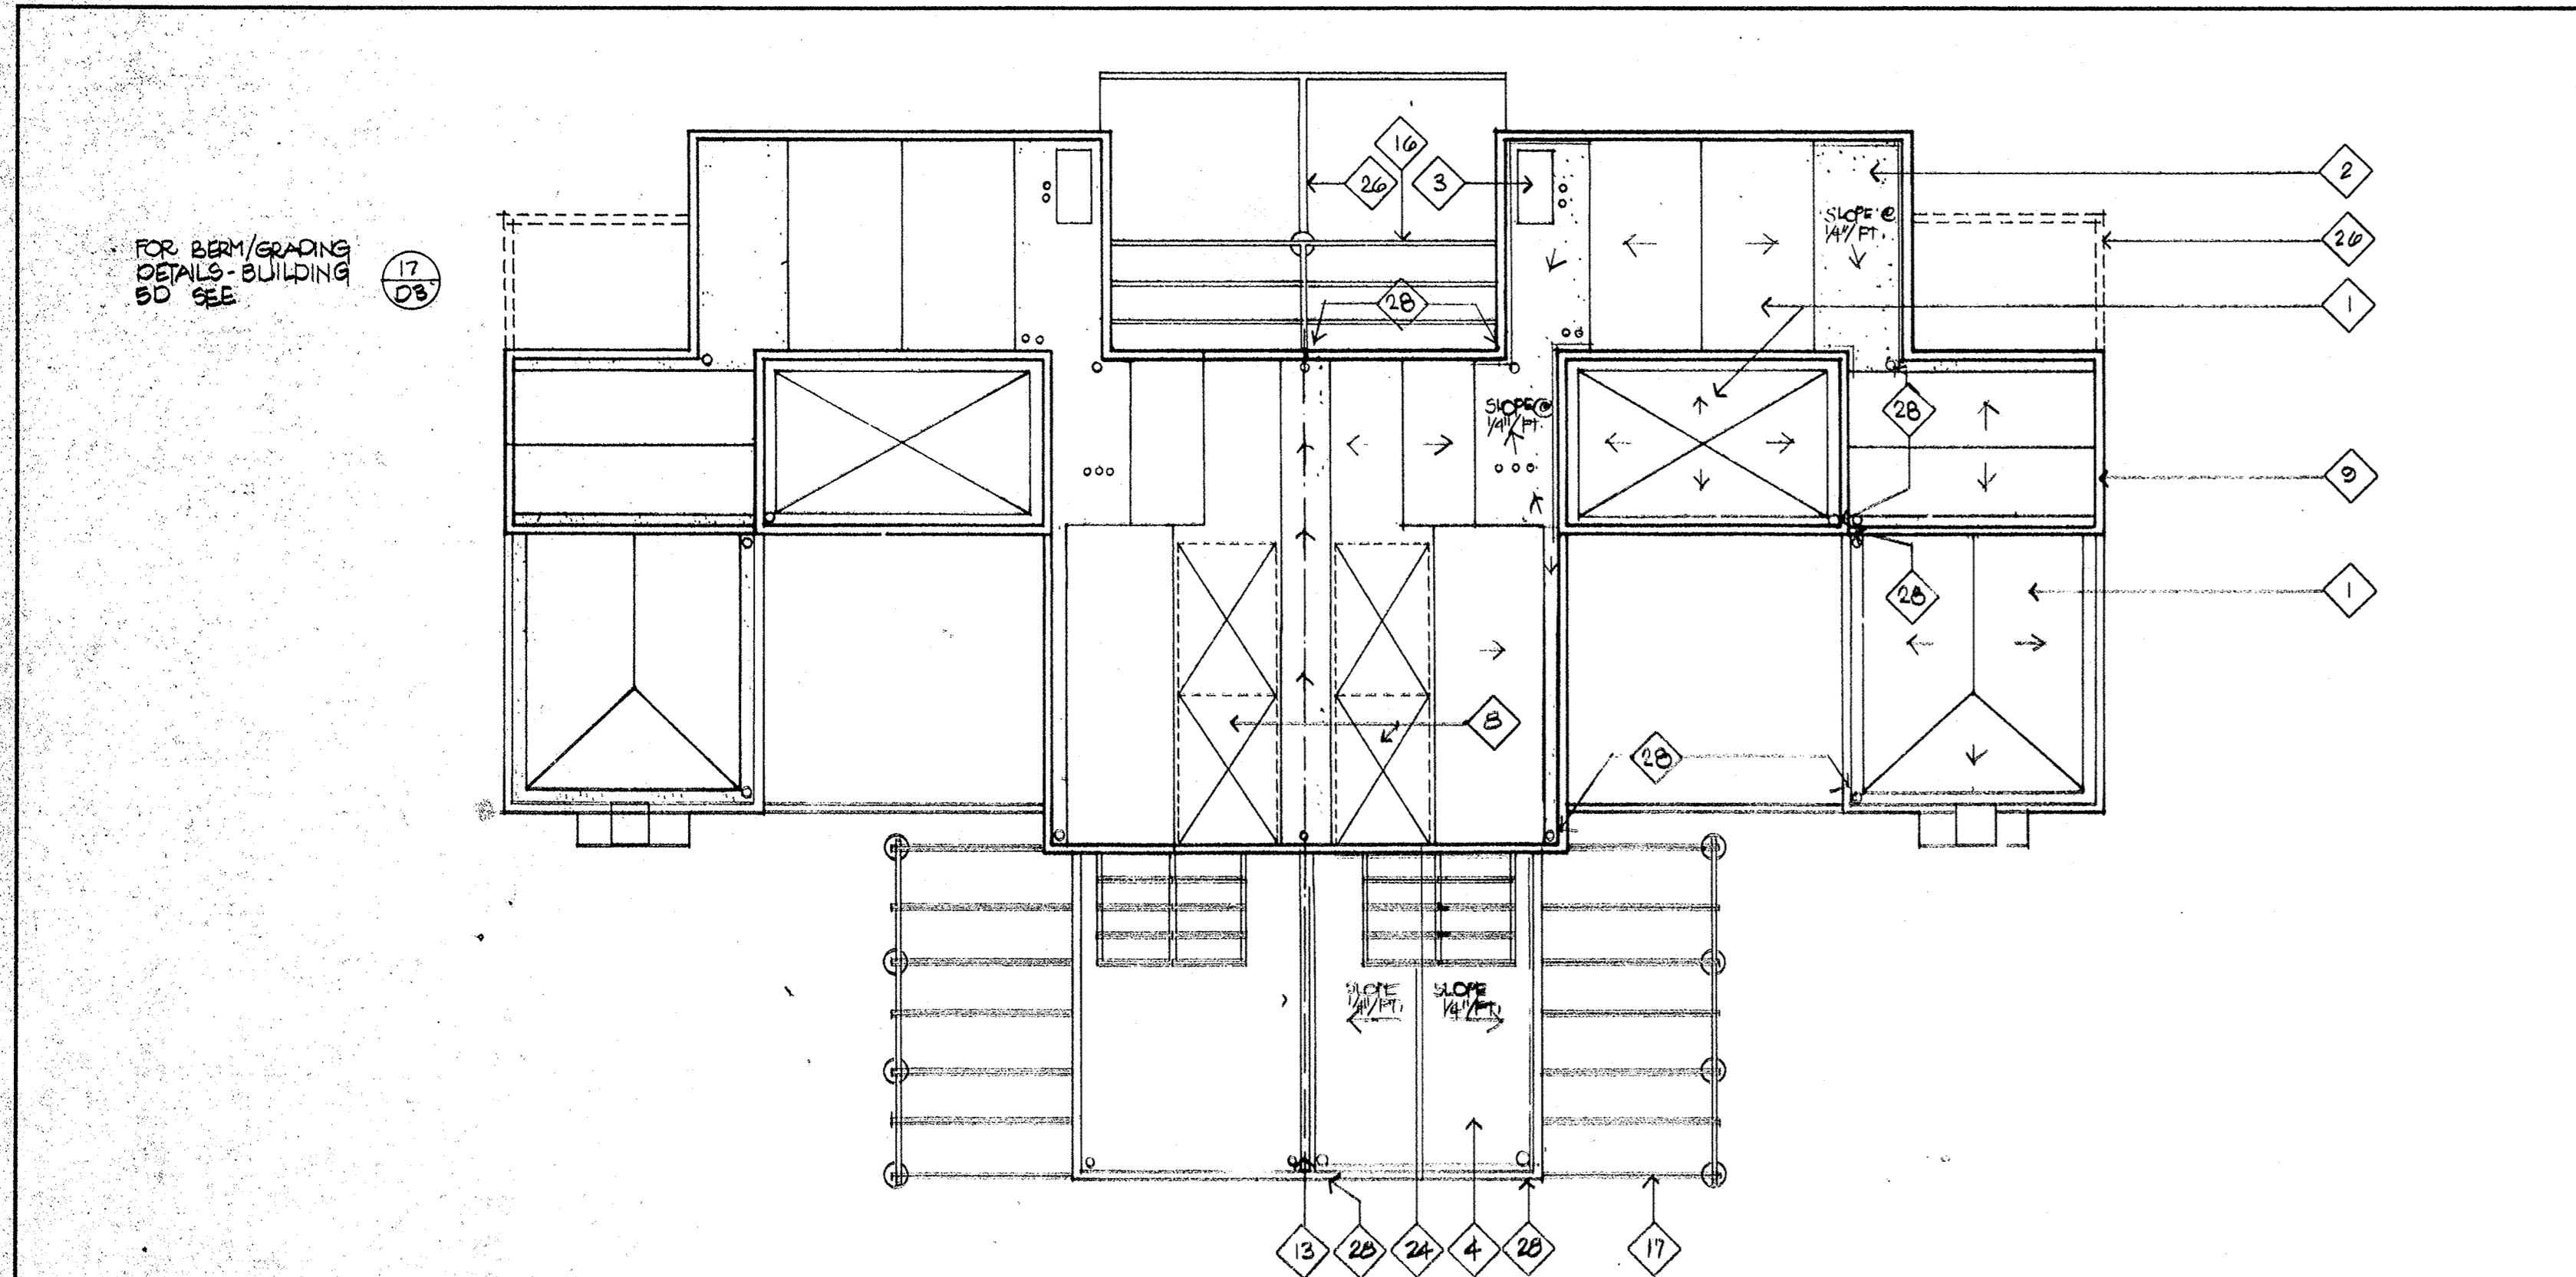 FOR BERM/GRADING
DETAILS-BUILDING
5D SEE
17
D3
16
26
3
2
SLOPE @
1/4"/FT.
26
28
1
SLOPE @
1/4"/FT.
28
9
28
1
8
28
SLOPE
1/4"/FT.
SLOPE
1/4"/FT.
13
28
24
4
28
17